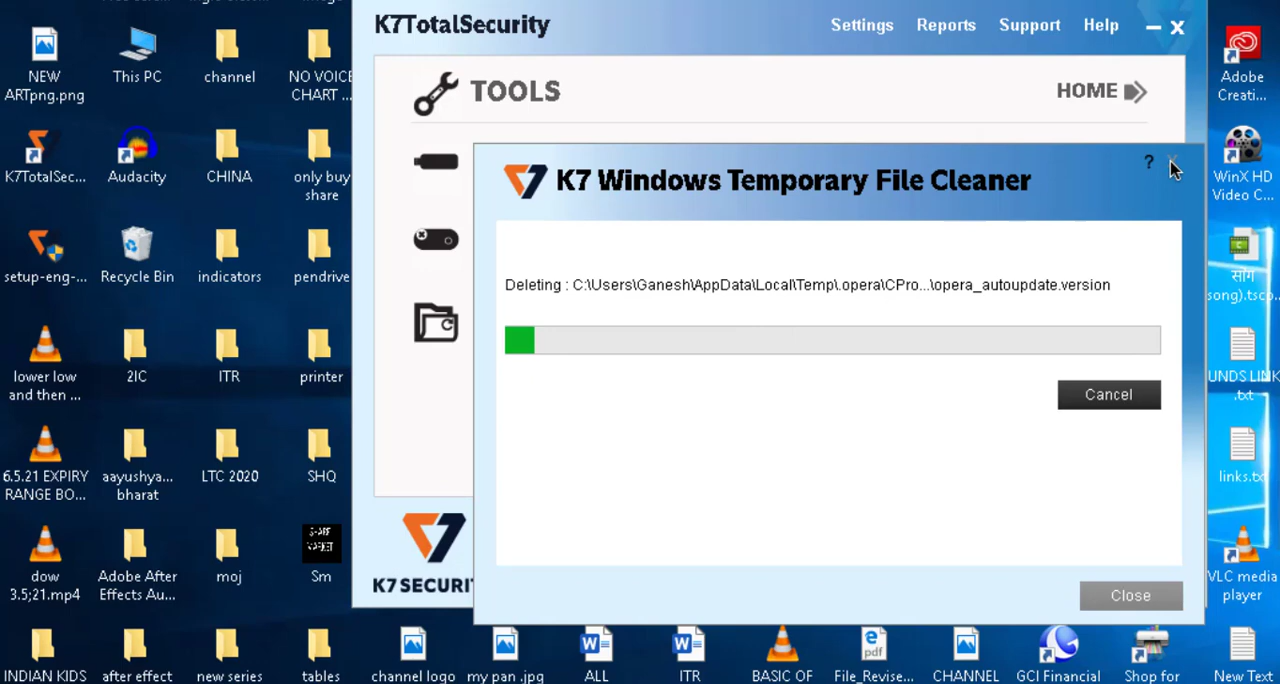 K7TotalSecurity
Settings Reports Support Help
TOOLS
HOME
K7 Windows Temporary File Cleaner
?
Deleting : C:\Users\Ganesh\AppData\Local\Temp\.opera\CPro...\opera_autoupdate.version
Cancel
Close
K7 SECURI
NEW
ARTpng.png
This PC
channel
NO VOICE
CHART ...
K7TotalSec...
Audacity
CHINA
only buy
share
setup-eng-...
Recycle Bin
indicators
pendrive
lower low
and then ...
2IC
ITR
printer
6.5.21 EXPIRY
RANGE BO...
aayushya...
bharat
LTC 2020
SHQ
dow
3.5;21.mp4
Adobe After
Effects Au...
moj
SHARE
MARKET
Sm
INDIAN KIDS
after effect
new series
tables
channel logo
my pan .jpg
ALL
ITR
BASIC OF
File_Revise...
CHANNEL
GCI Financial
Shop for
New Text
Adobe
Creati...
WinX HD
Video C...
सांग
song).tsc...
UNDS LINK
.txt
links.txt
VLC media
player